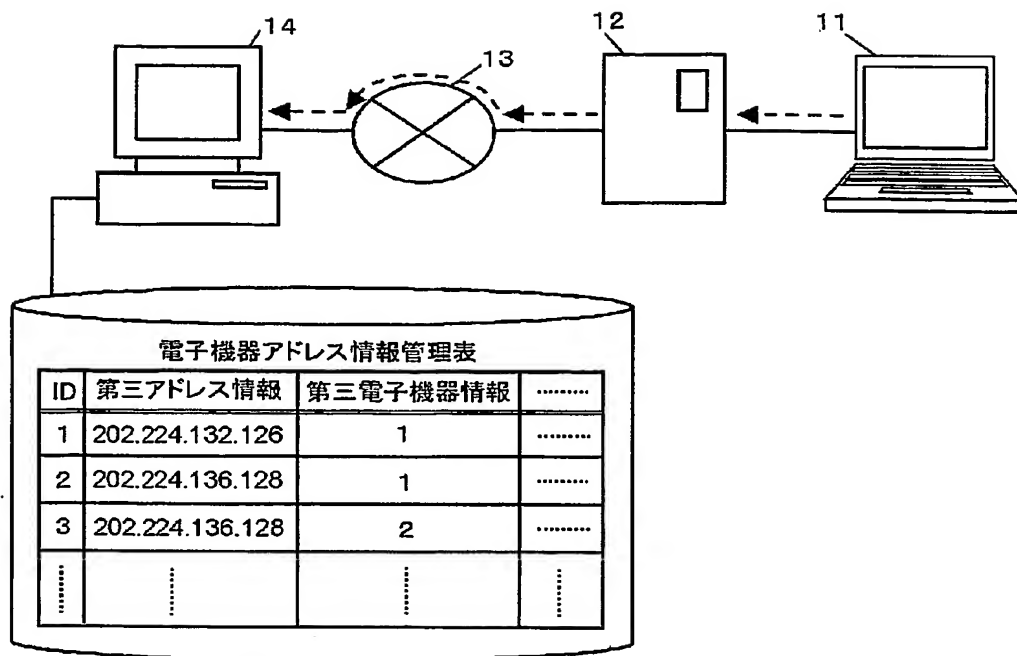 14
13
12
11
電子機器アドレス情報管理表
ID 第三アドレス情報 第三電子機器情報 ………
1 202.224.132.126 1 ………
2 202.224.136.128 1 ………
3 202.224.136.128 2 ………